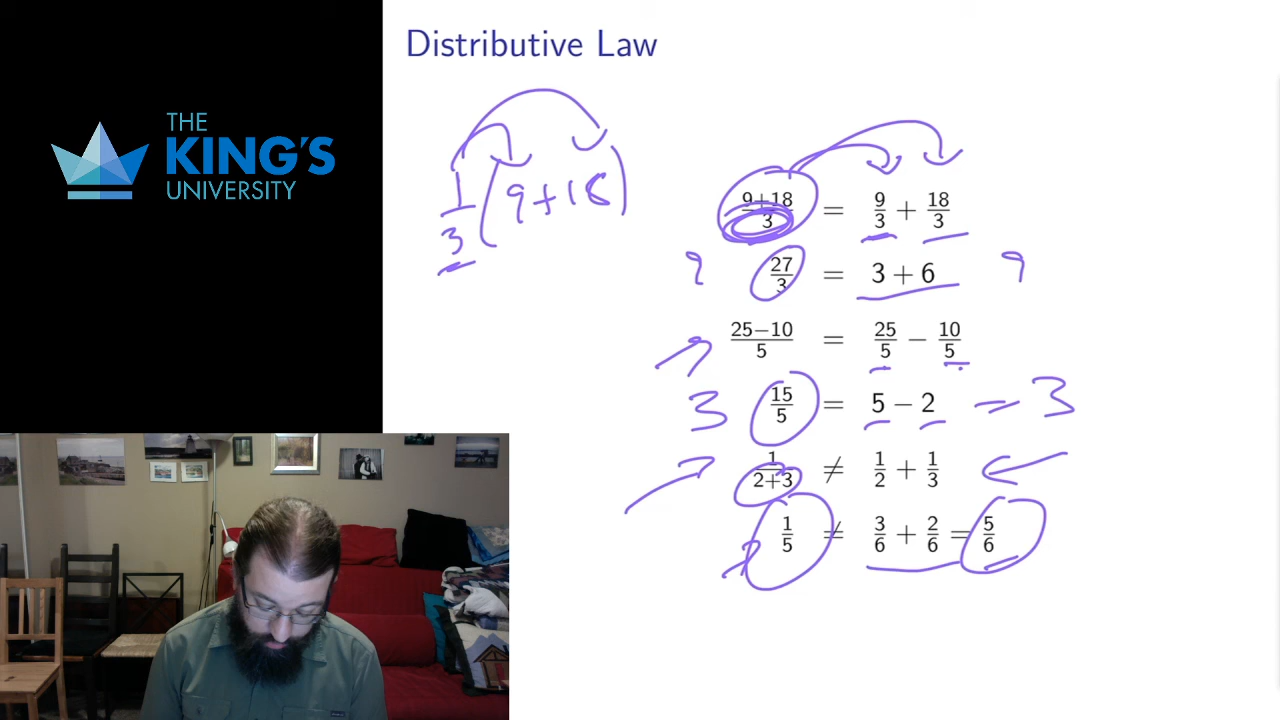 THE
KING'S
UNIVERSITY
Distributive Law
1/3 (9+18)
(9+18)/3 = 9/3 + 18/3
9 27/3 = 3 + 6 9
(25−10)/5 = 25/5 − 10/5
3 15/5 = 5 − 2 = 3
1/(2+3) ≠ 1/2 + 1/3
1/5 ≠ 3/6 + 2/6 = 5/6